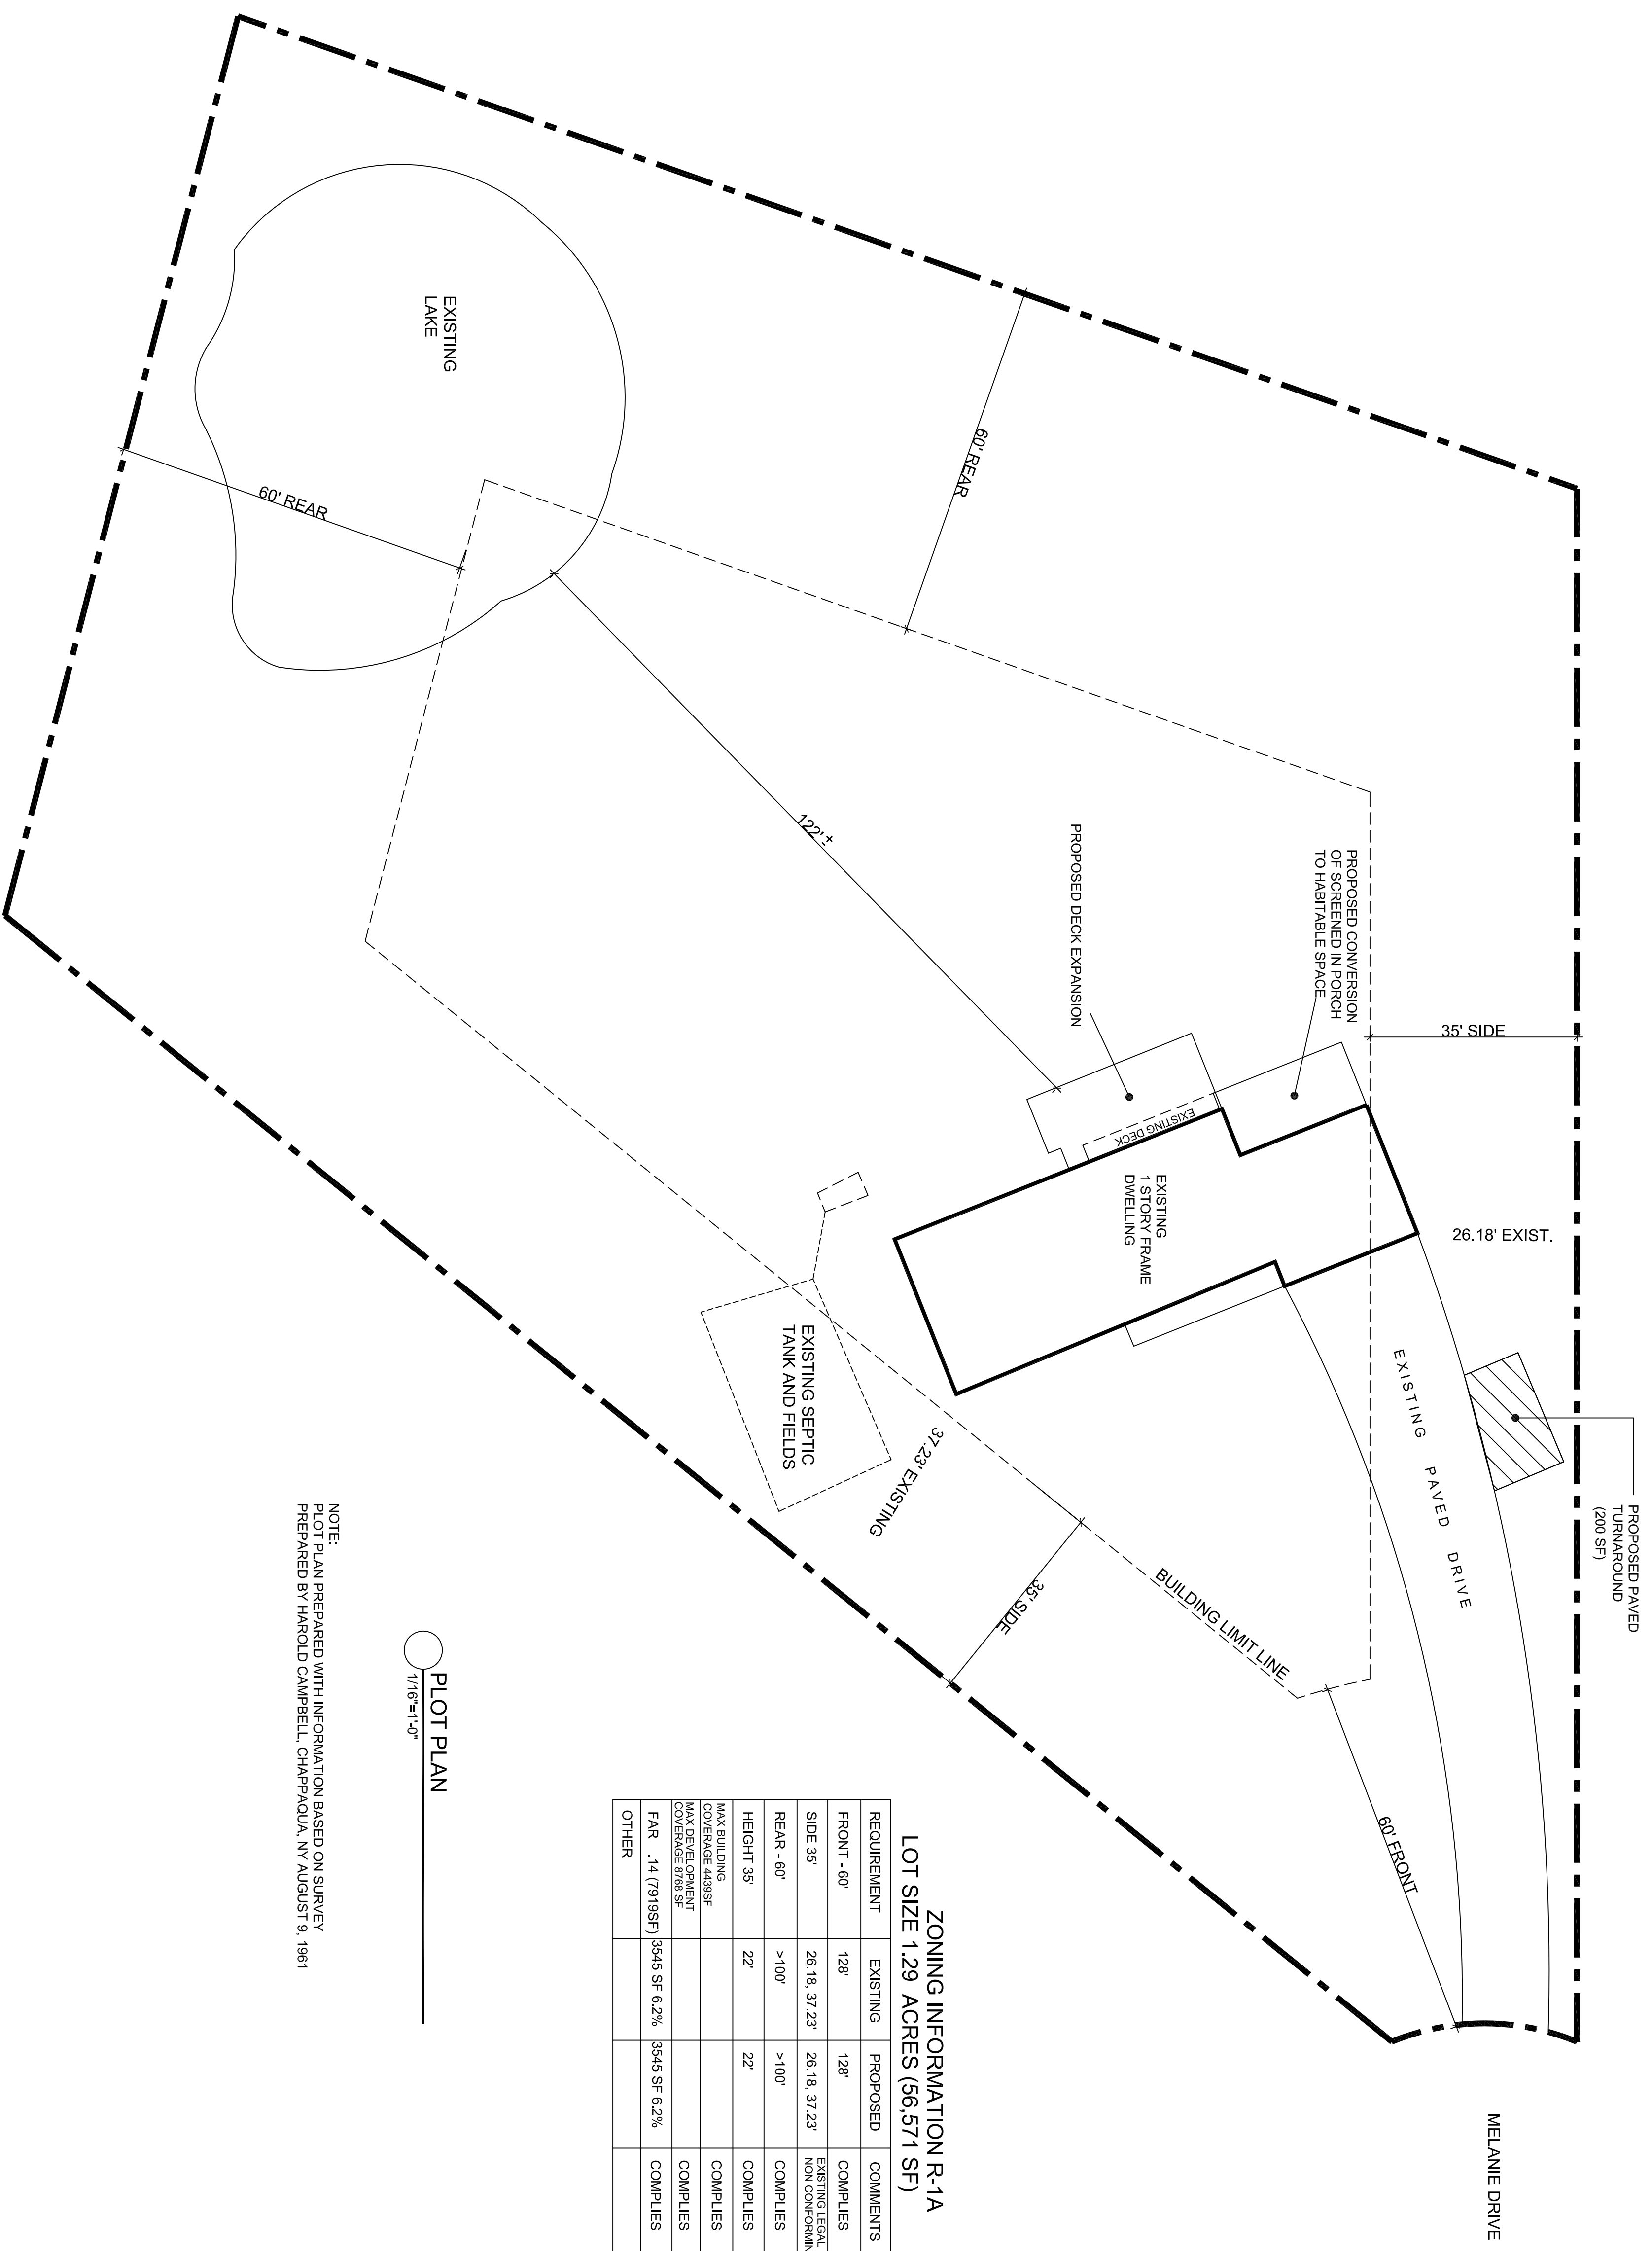 EXISTING
LAKE
60' REAR
60' REAR
122'±
PROPOSED DECK EXPANSION
PROPOSED CONVERSION
OF SCREENED IN PORCH
TO HABITABLE SPACE
35' SIDE
EXISTING DECK
EXISTING
1 STORY FRAME
DWELLING
26.18' EXIST.
EXISTING PAVED DRIVE
PROPOSED PAVED
TURNAROUND
(200 SF)
EXISTING SEPTIC
TANK AND FIELDS
37.23' EXISTING
35' SIDE
BUILDING LIMIT LINE
60' FRONT
MELANIE DRIVE
ZONING INFORMATION R-1A
LOT SIZE 1.29 ACRES (56,571 SF)
REQUIREMENT EXISTING PROPOSED COMMENTS
FRONT - 60' 128' 128' COMPLIES
SIDE 35' 26.18, 37.23' 26.18, 37.23' EXISTING LEGAL
NON CONFORMIN
REAR - 60' >100' >100' COMPLIES
HEIGHT 35' 22' 22' COMPLIES
MAX BUILDING
COVERAGE 4439SF COMPLIES
MAX DEVELOPMENT
COVERAGE 8768 SF COMPLIES
FAR .14 (7919SF) 3545 SF 6.2% 3545 SF 6.2% COMPLIES
OTHER
PLOT PLAN
1/16"=1'-0"
NOTE:
PLOT PLAN PREPARED WITH INFORMATION BASED ON SURVEY
PREPARED BY HAROLD CAMPBELL, CHAPPAQUA, NY AUGUST 9, 1961